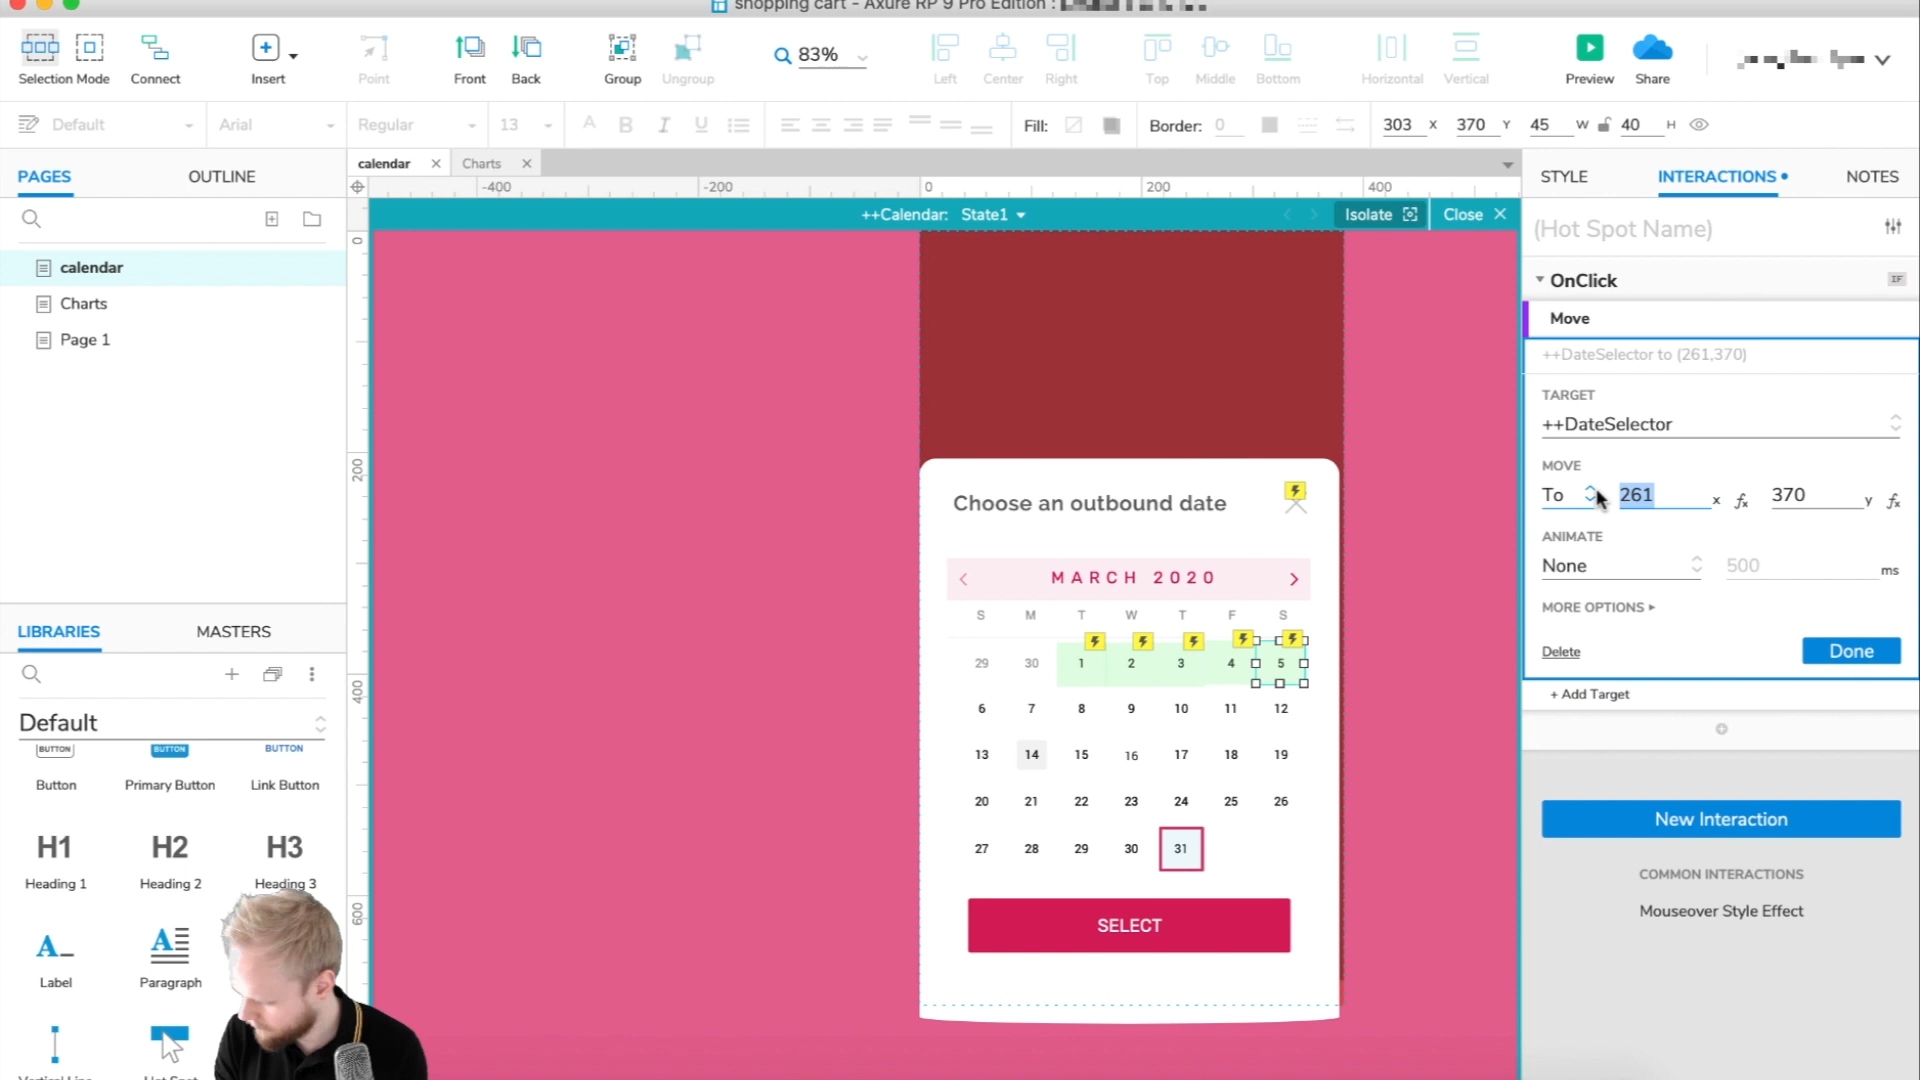 shopping cart - Axure RP 9 Pro Edition :
Selection Mode
Connect
Insert
Point
Front
Back
Group
Ungroup
83%
Left
Center
Right
Top
Middle
Bottom
Horizontal
Vertical
Preview
Share
Default
Arial
Regular
13
Fill:
Border: 0
303 X 370 Y 45 W 40 H
PAGES
OUTLINE
calendar
Charts
Page 1
LIBRARIES
MASTERS
Default
BUTTON
BUTTON
BUTTON
Button
Primary Button
Link Button
H1
H2
H3
Heading 1
Heading 2
Heading 3
Label
Paragraph
calendar
Charts
-400
-200
0
200
400
0
200
400
600
++Calendar: State1
Isolate
Close
Choose an outbound date
MARCH 2020
S M T W T F S
29 30 1 2 3 4 5
6 7 8 9 10 11 12
13 14 15 16 17 18 19
20 21 22 23 24 25 26
27 28 29 30 31
SELECT
STYLE
INTERACTIONS
NOTES
(Hot Spot Name)
OnClick
IF
Move
++DateSelector to (261,370)
TARGET
++DateSelector
MOVE
To 261 x fx 370 y fx
ANIMATE
None 500 ms
MORE OPTIONS
Delete
Done
+ Add Target
New Interaction
COMMON INTERACTIONS
Mouseover Style Effect